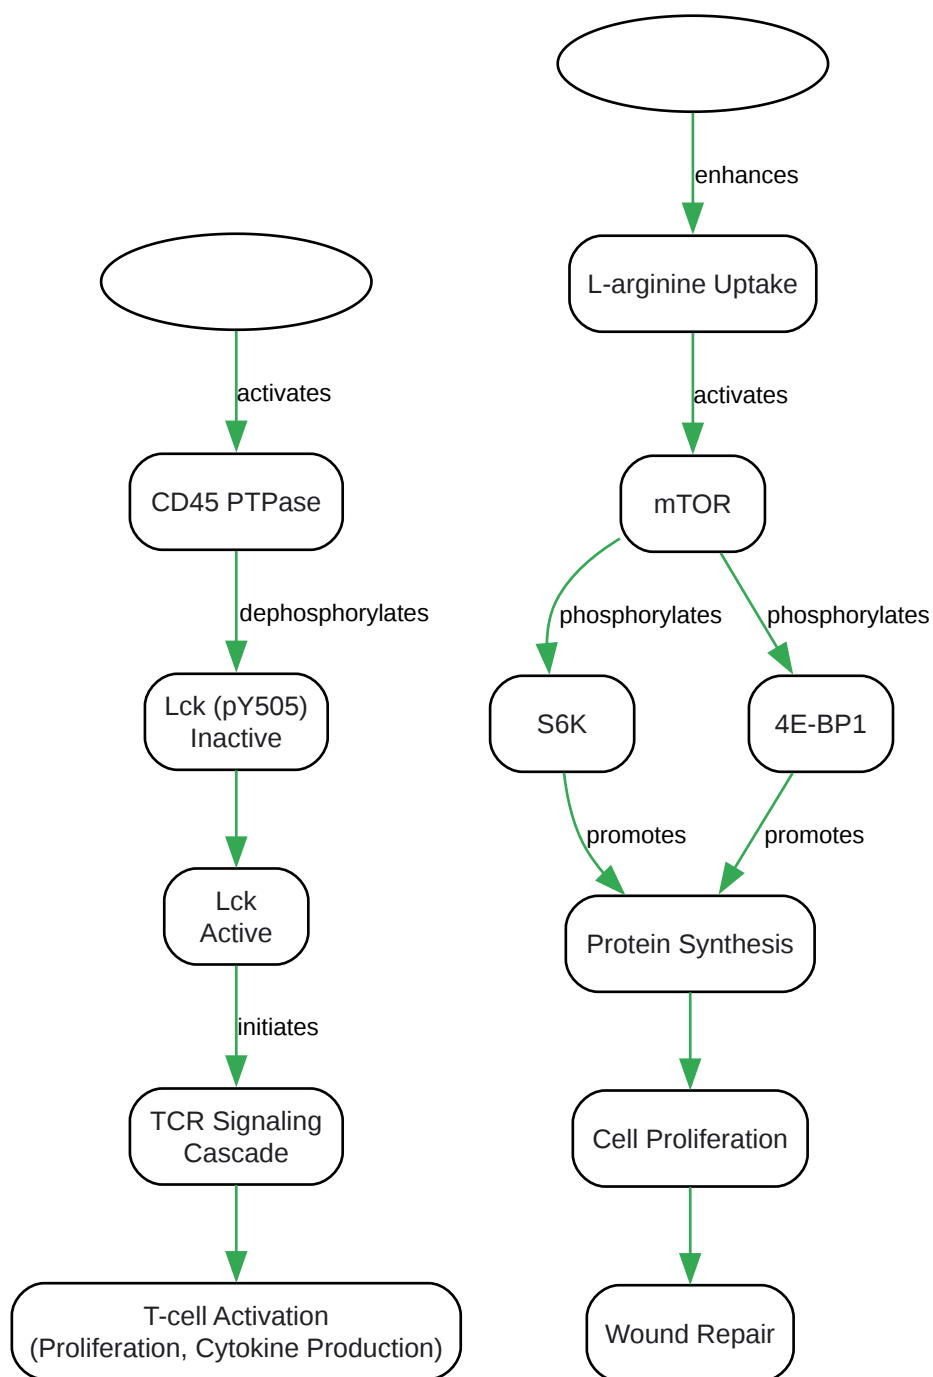 activates
CD45 PTPase
dephosphorylates
Lck (pY505)
Inactive
Lck
Active
initiates
TCR Signaling
Cascade
T-cell Activation
(Proliferation, Cytokine Production)
enhances
L-arginine Uptake
activates
mTOR
phosphorylates
phosphorylates
S6K
4E-BP1
promotes
promotes
Protein Synthesis
Cell Proliferation
Wound Repair